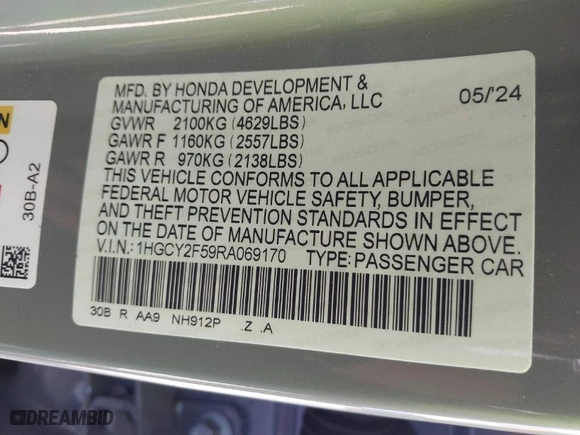 MFD. BY HONDA DEVELOPMENT &
MANUFACTURING OF AMERICA, LLC 05/'24
GVWR 2100KG (4629LBS)
GAWR F 1160KG (2557LBS)
GAWR R 970KG (2138LBS)
THIS VEHICLE CONFORMS TO ALL APPLICABLE
FEDERAL MOTOR VEHICLE SAFETY, BUMPER,
AND THEFT PREVENTION STANDARDS IN EFFECT
ON THE DATE OF MANUFACTURE SHOWN ABOVE.
V.I.N.: 1HGCY2F59RA069170 TYPE: PASSENGER CAR
30B R AA9 NH912P .Z .A
30B-A2
DREAMBID